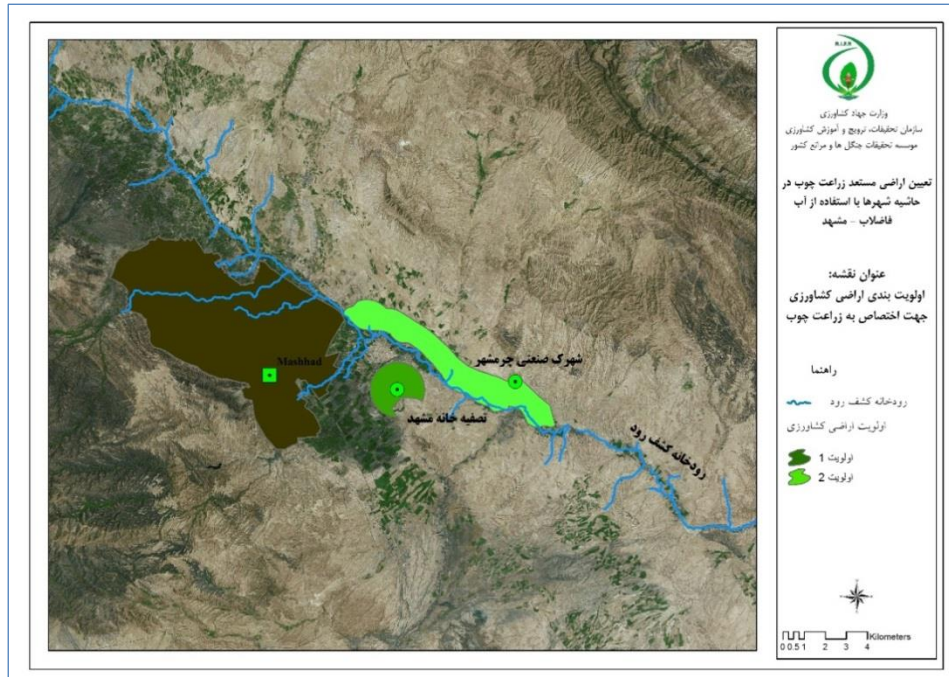 R.I.F.R
وزارت جهاد کشاورزی
سازمان تحقیقات، ترویج و آموزش کشاورزی
موسسه تحقیقات جنگل ها و مراتع کشور
تعیین اراضی مستعد زراعت چوب در
حاشیه شهرها با استفاده از آب
فاضلاب - مشهد
عنوان نقشه:
اولویت بندی اراضی کشاورزی
جهت اختصاص به زراعت چوب
راهنما
رودخانه کشف رود
اولویت اراضی کشاورزی
اولویت 1
اولویت 2
Kilometers
0 0.5 1 2 3 4
Mashhad
شهرک صنعتی چرمشهر
تصفیه خانه مشهد
رودخانه کشف رود